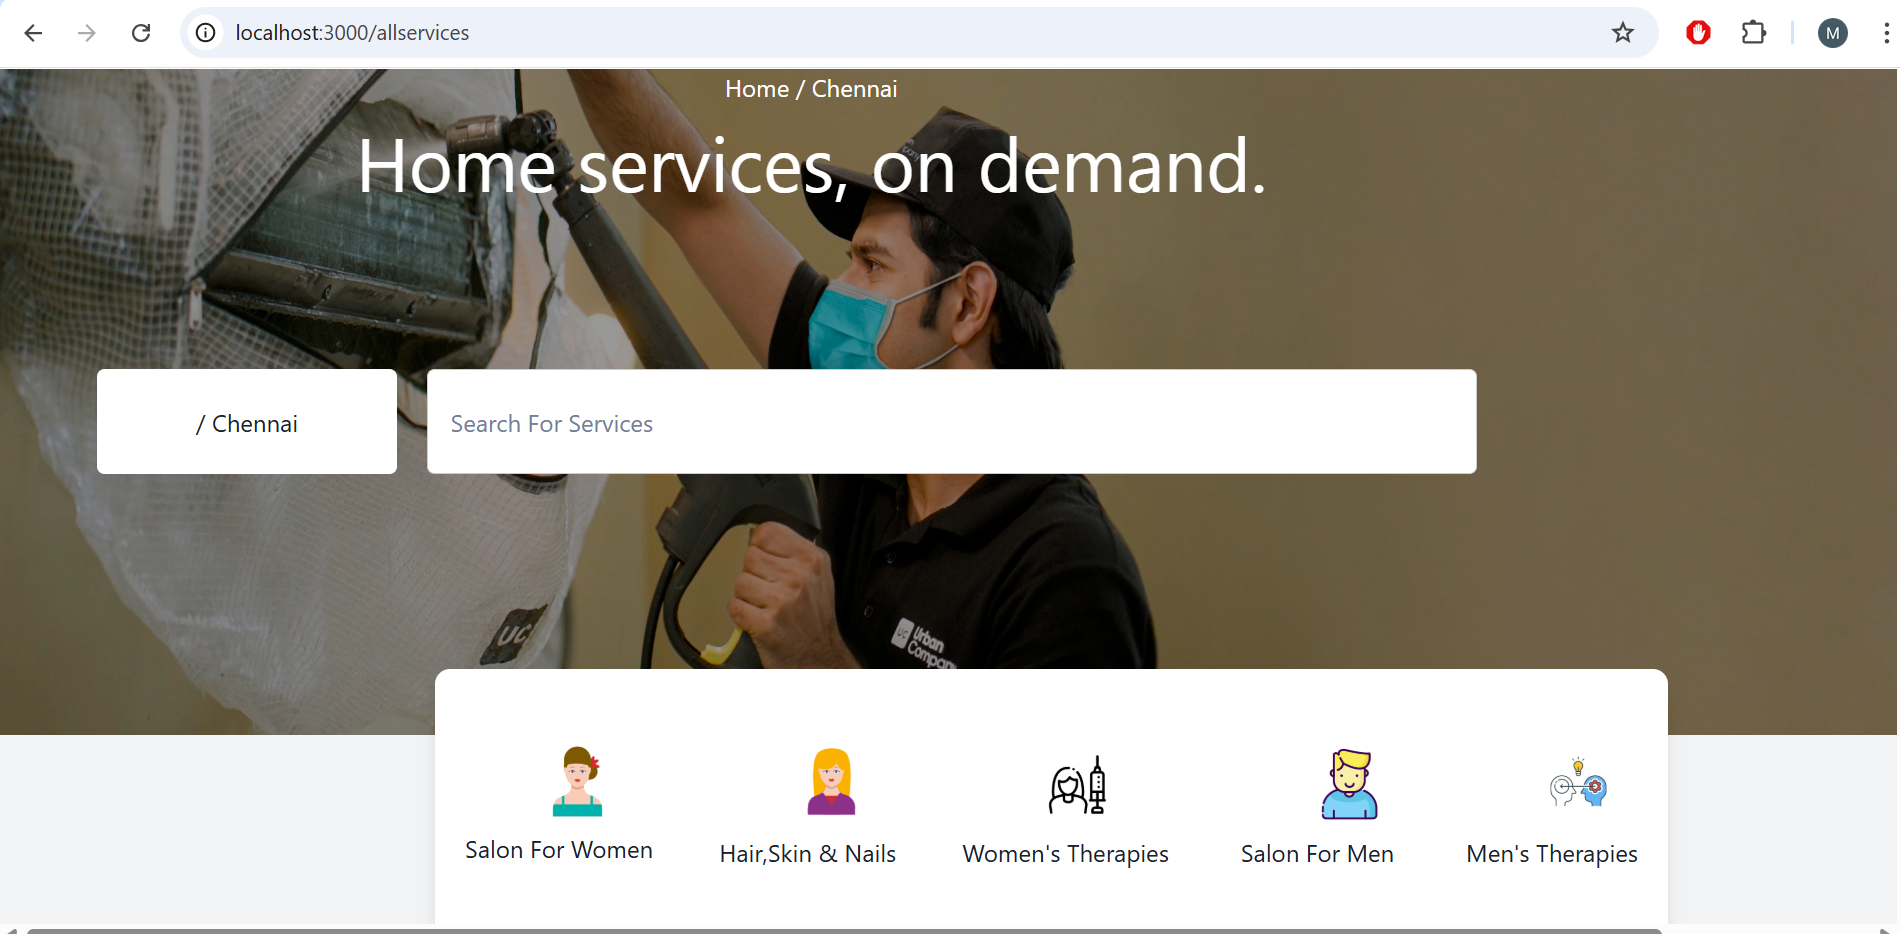 localhost:3000/allservices
M
Home / Chennai
Home services, on demand.
/ Chennai
Search For Services
UC
UC Urban
Company
Salon For Women
Hair,Skin & Nails
Women's Therapies
Salon For Men
Men's Therapies